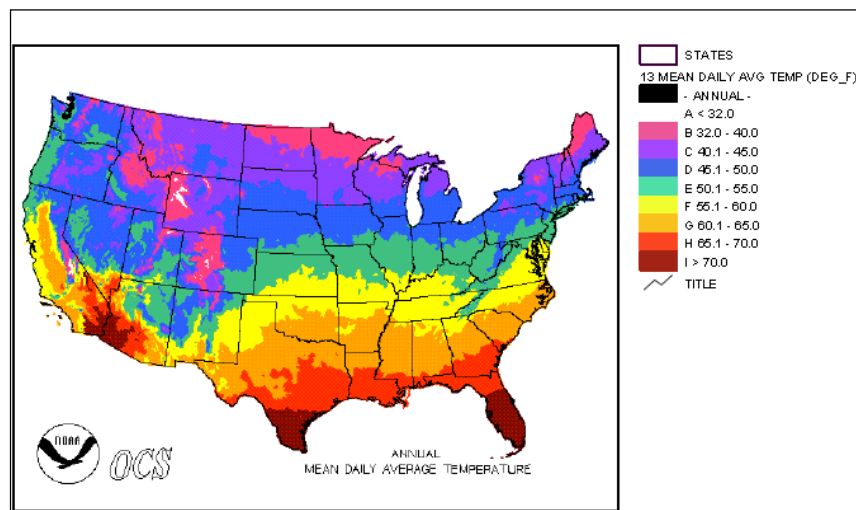 STATES
13 MEAN DAILY AVG TEMP (DEG_F)
- ANNUAL -
A < 32.0
B 32.0 - 40.0
C 40.1 - 45.0
D 45.1 - 50.0
E 50.1 - 55.0
F 55.1 - 60.0
G 60.1 - 65.0
H 65.1 - 70.0
I > 70.0
TITLE
NOAA
OCS
ANNUAL
MEAN DAILY AVERAGE TEMPERATURE